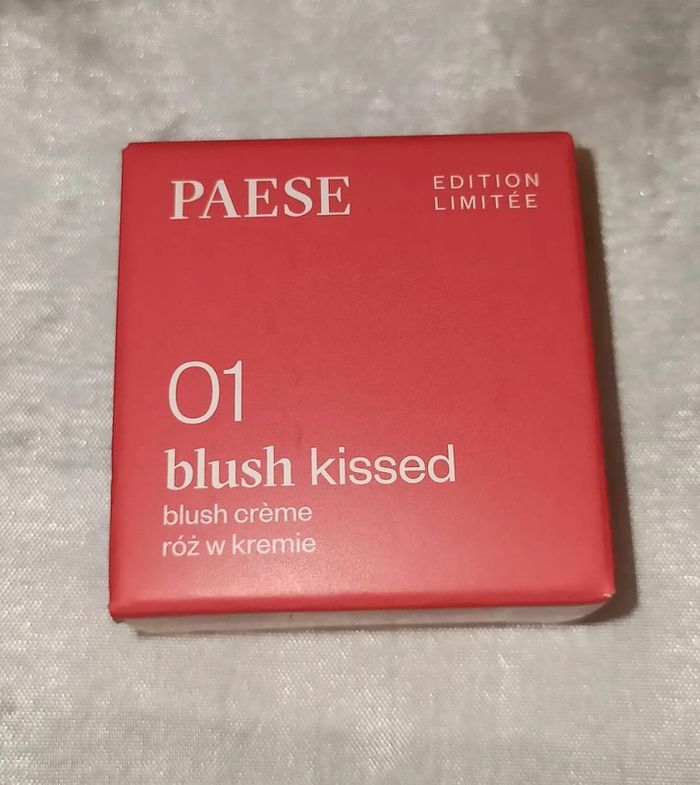 PAESE
EDITION
LIMITÉE
01
blush kissed
blush crème
róż w kremie